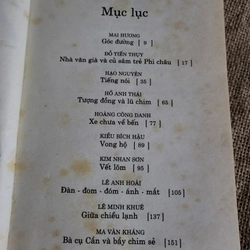 Mục lục
MAI HƯƠNG
Góc đường [ 9 ]
ĐỖ TIẾN THỤY
Nhà văn già và củ sâm trẻ Phi châu [ 17 ]
HẠO NGUYÊN
Tiếng nói [ 35 ]
HỒ ANH THÁI
Tượng đồng và lũ chim [ 65 ]
HOÀNG CÔNG DANH
Xe chưa về bến [ 77 ]
KIỀU BÍCH HẬU
Vong hộ [ 89 ]
KIM NHAN SƠN
Vết lõm [ 95 ]
LÊ ANH HOÀI
Đàn - đom - đóm - ánh - mắt [105]
LÊ MINH KHUÊ
Giữa chiều lạnh [137]
MA VĂN KHÁNG
Bà cụ Cần và bầy chim sẻ [151]